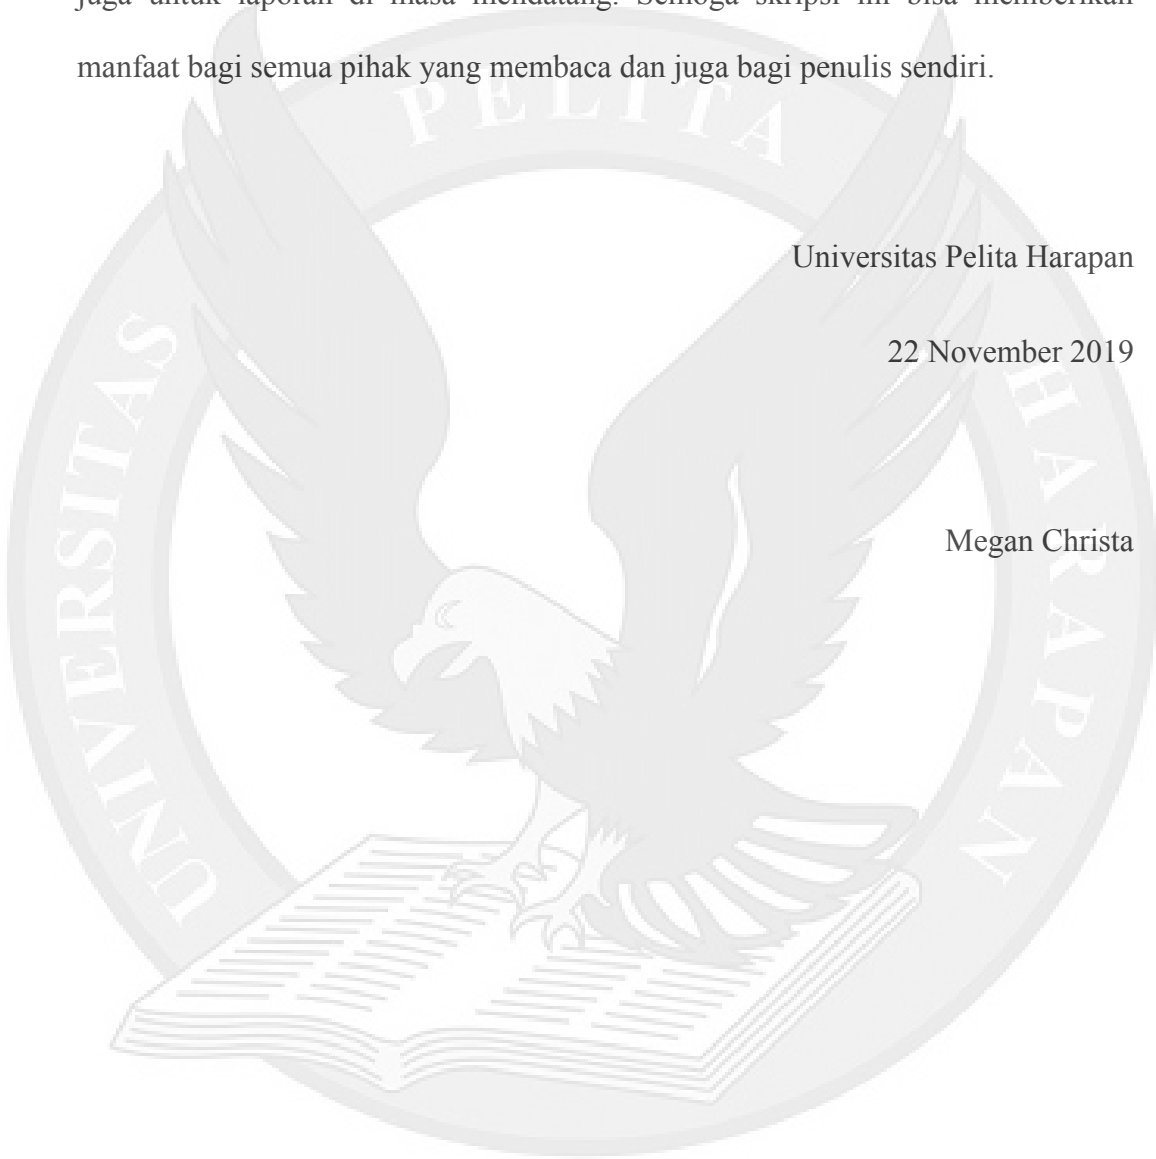 juga untuk laporan di masa mendatang. Semoga skripsi ini bisa memberikan
manfaat bagi semua pihak yang membaca dan juga bagi penulis sendiri.
UNIVERSITAS PELITA HARAPAN
Universitas Pelita Harapan
22 November 2019
Megan Christa